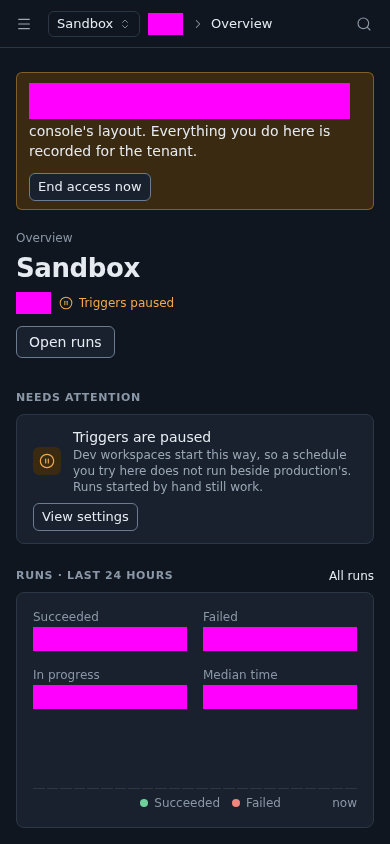 Sandbox
Overview
console's layout. Everything you do here is
recorded for the tenant.
End access now
Overview
Sandbox
Triggers paused
Open runs
NEEDS ATTENTION
Triggers are paused
Dev workspaces start this way, so a schedule
you try here does not run beside production's.
Runs started by hand still work.
View settings
RUNS · LAST 24 HOURS
All runs
Succeeded
Failed
In progress
Median time
Succeeded
Failed
now